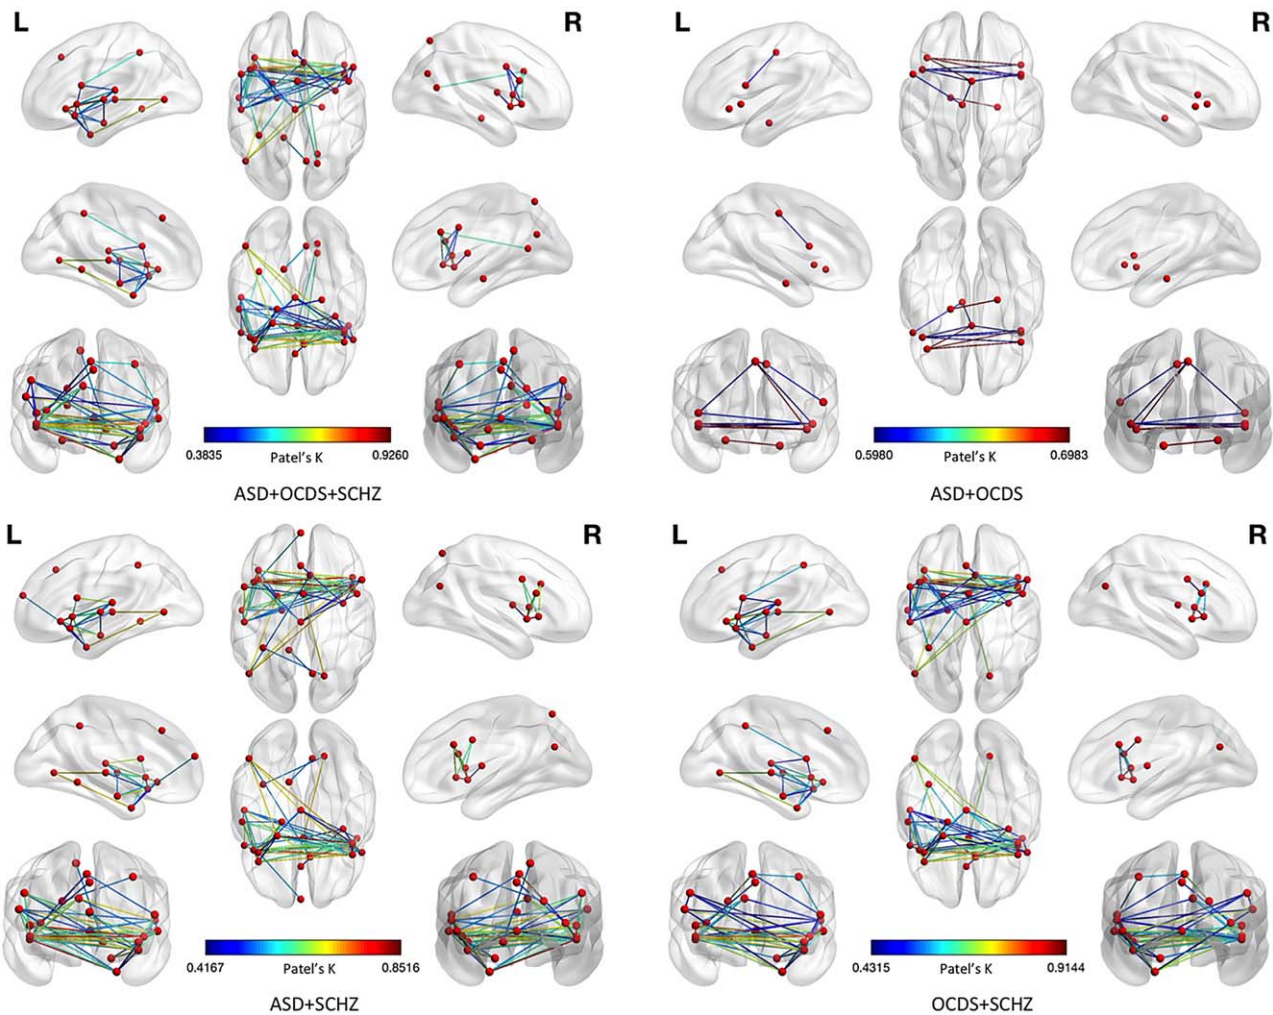 L
R
L
R
0.3835
Patel's K
0.9260
ASD+OCDS+SCHZ
0.5980
Patel's K
0.6983
ASD+OCDS
L
R
L
R
0.4167
Patel's K
0.8516
ASD+SCHZ
0.4315
Patel's K
0.9144
OCDS+SCHZ